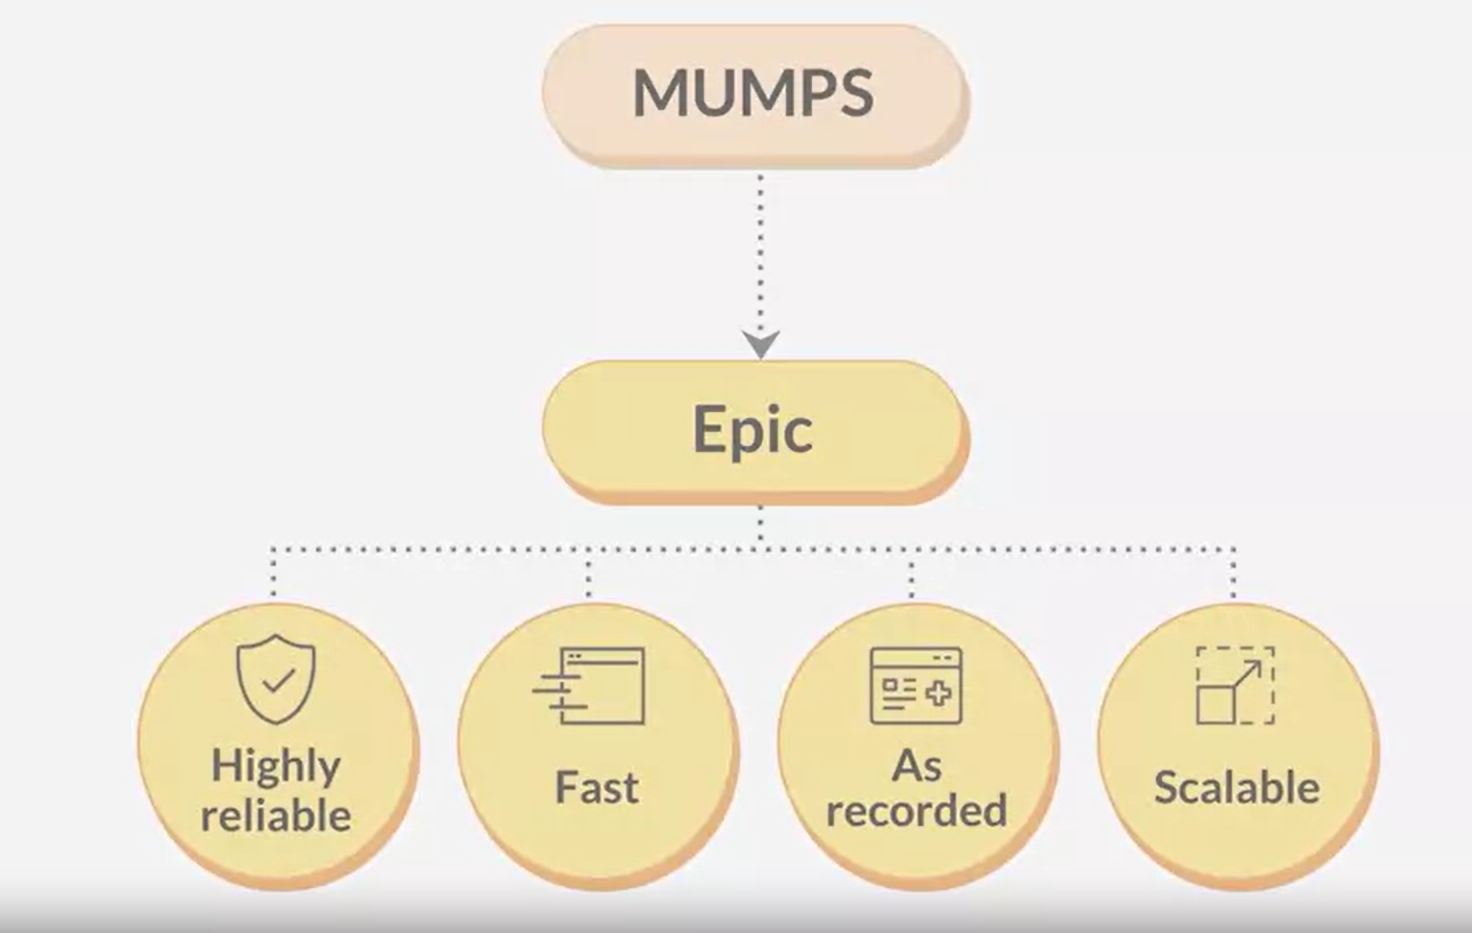 MUMPS
Epic
Highly
reliable
Fast
As
recorded
Scalable